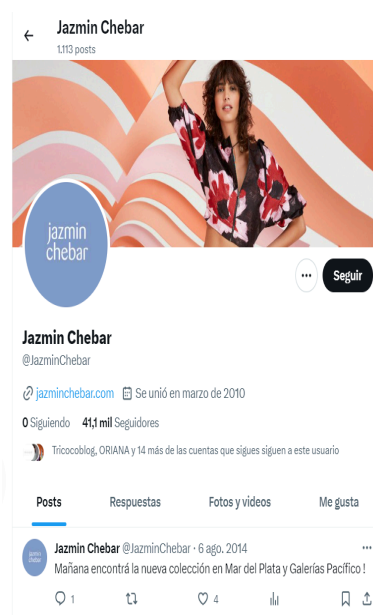 Jazmin Chebar
1.113 posts
jazmin
chebar
Seguir
Jazmin Chebar
@JazminChebar
jazminchebar.com Se unió en marzo de 2010
0 Siguiendo 41,1 mil Seguidores
Tricocoblog, ORIANA y 14 más de las cuentas que sigues siguen a este usuario
Posts Respuestas Fotos y videos Me gusta
Jazmin Chebar @JazminChebar · 6 ago. 2014
Mañana encontrá la nueva colección en Mar del Plata y Galerías Pacífico !
1 4